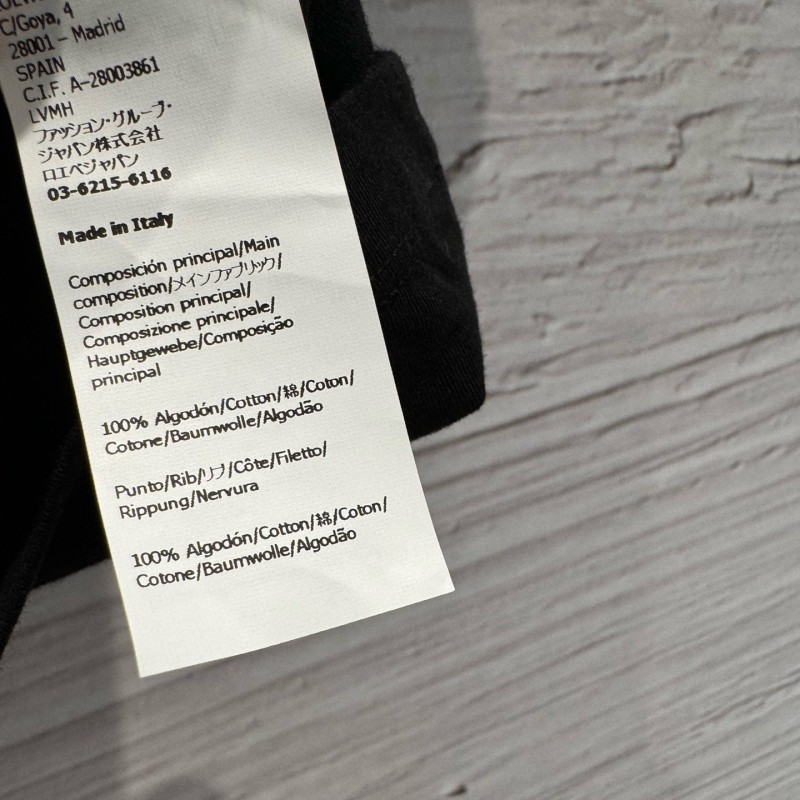 C/Goya, 4
28001 – Madrid
SPAIN
C.I.F. A-28003861
LVMH
ファッション・グループ・
ジャパン株式会社
ロエベジャパン
03-6215-6116
Made in Italy
Composición principal/Main
composition/メインファブリック/
Composition principal/
Composizione principale/
Hauptgewebe/Composição
principal
100% Algodón/Cotton/綿/Coton/
Cotone/Baumwolle/Algodão
Punto/Rib/リブ/Côte/Filetto/
Rippung/Nervura
100% Algodón/Cotton/綿/Coton/
Cotone/Baumwolle/Algodão